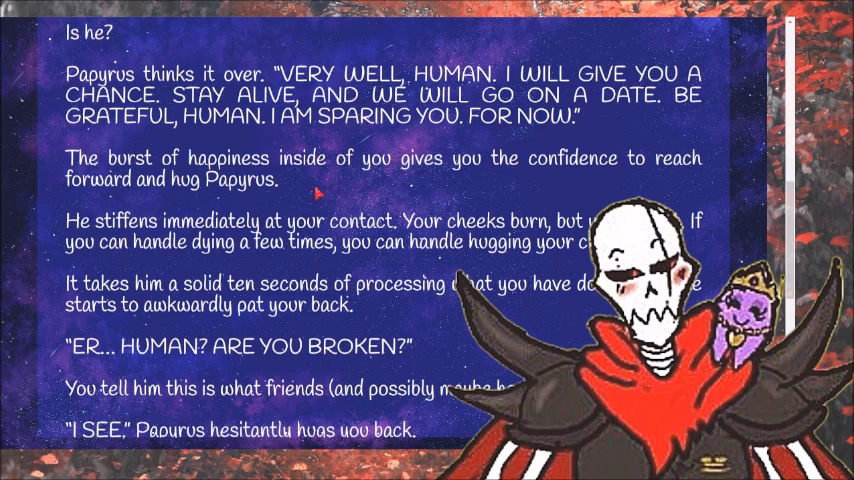 Is he?
Papyrus thinks it over. "VERY WELL, HUMAN. I WILL GIVE YOU A
CHANCE. STAY ALIVE, AND WE WILL GO ON A DATE. BE
GRATEFUL, HUMAN. I AM SPARING YOU. FOR NOW."
The burst of happiness inside of you gives you the confidence to reach
forward and hug Papyrus.
He stiffens immediately at your contact. Your cheeks burn, but If
you can handle dying a few times, you can handle hugging your
It takes him a solid ten seconds of processing what you have
starts to awkwardly pat your back.
"ER... HUMAN? ARE YOU BROKEN?"
You tell him this is what friends (and possibly maybe
"I SEE." Papyrus hesitantly hugs you back.